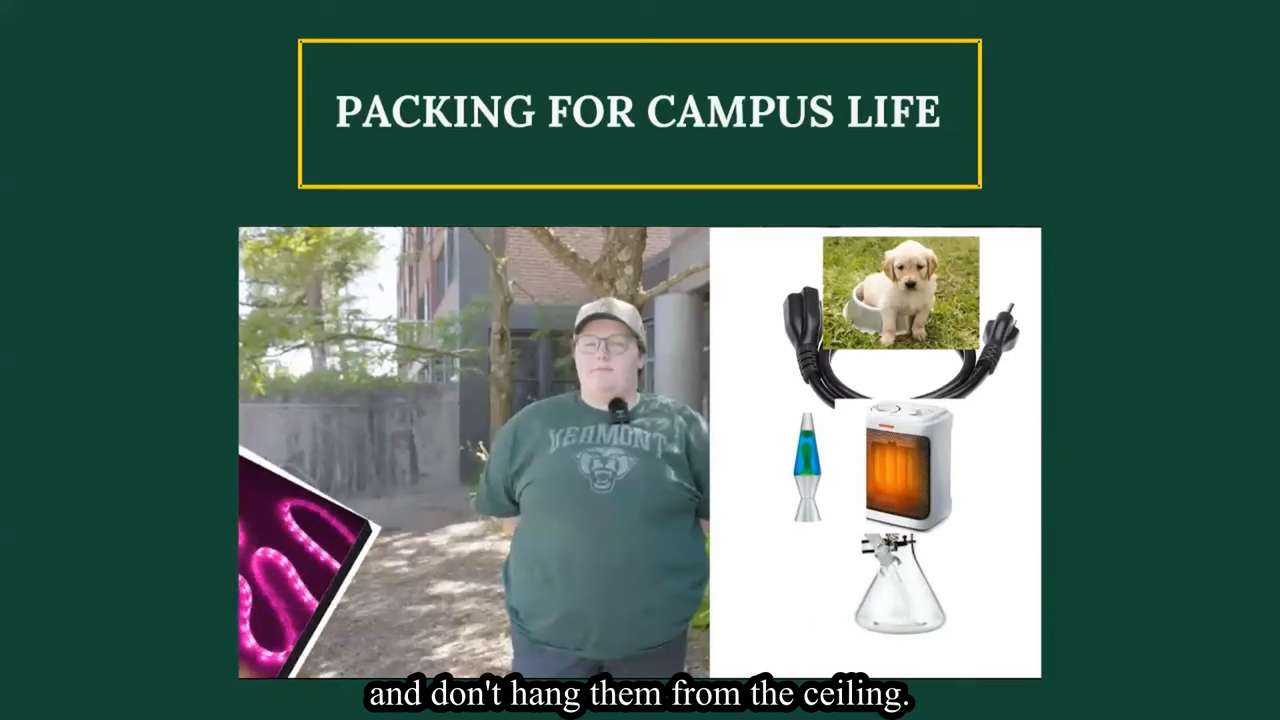 PACKING FOR CAMPUS LIFE
VERMONT
and don't hang them from the ceiling.